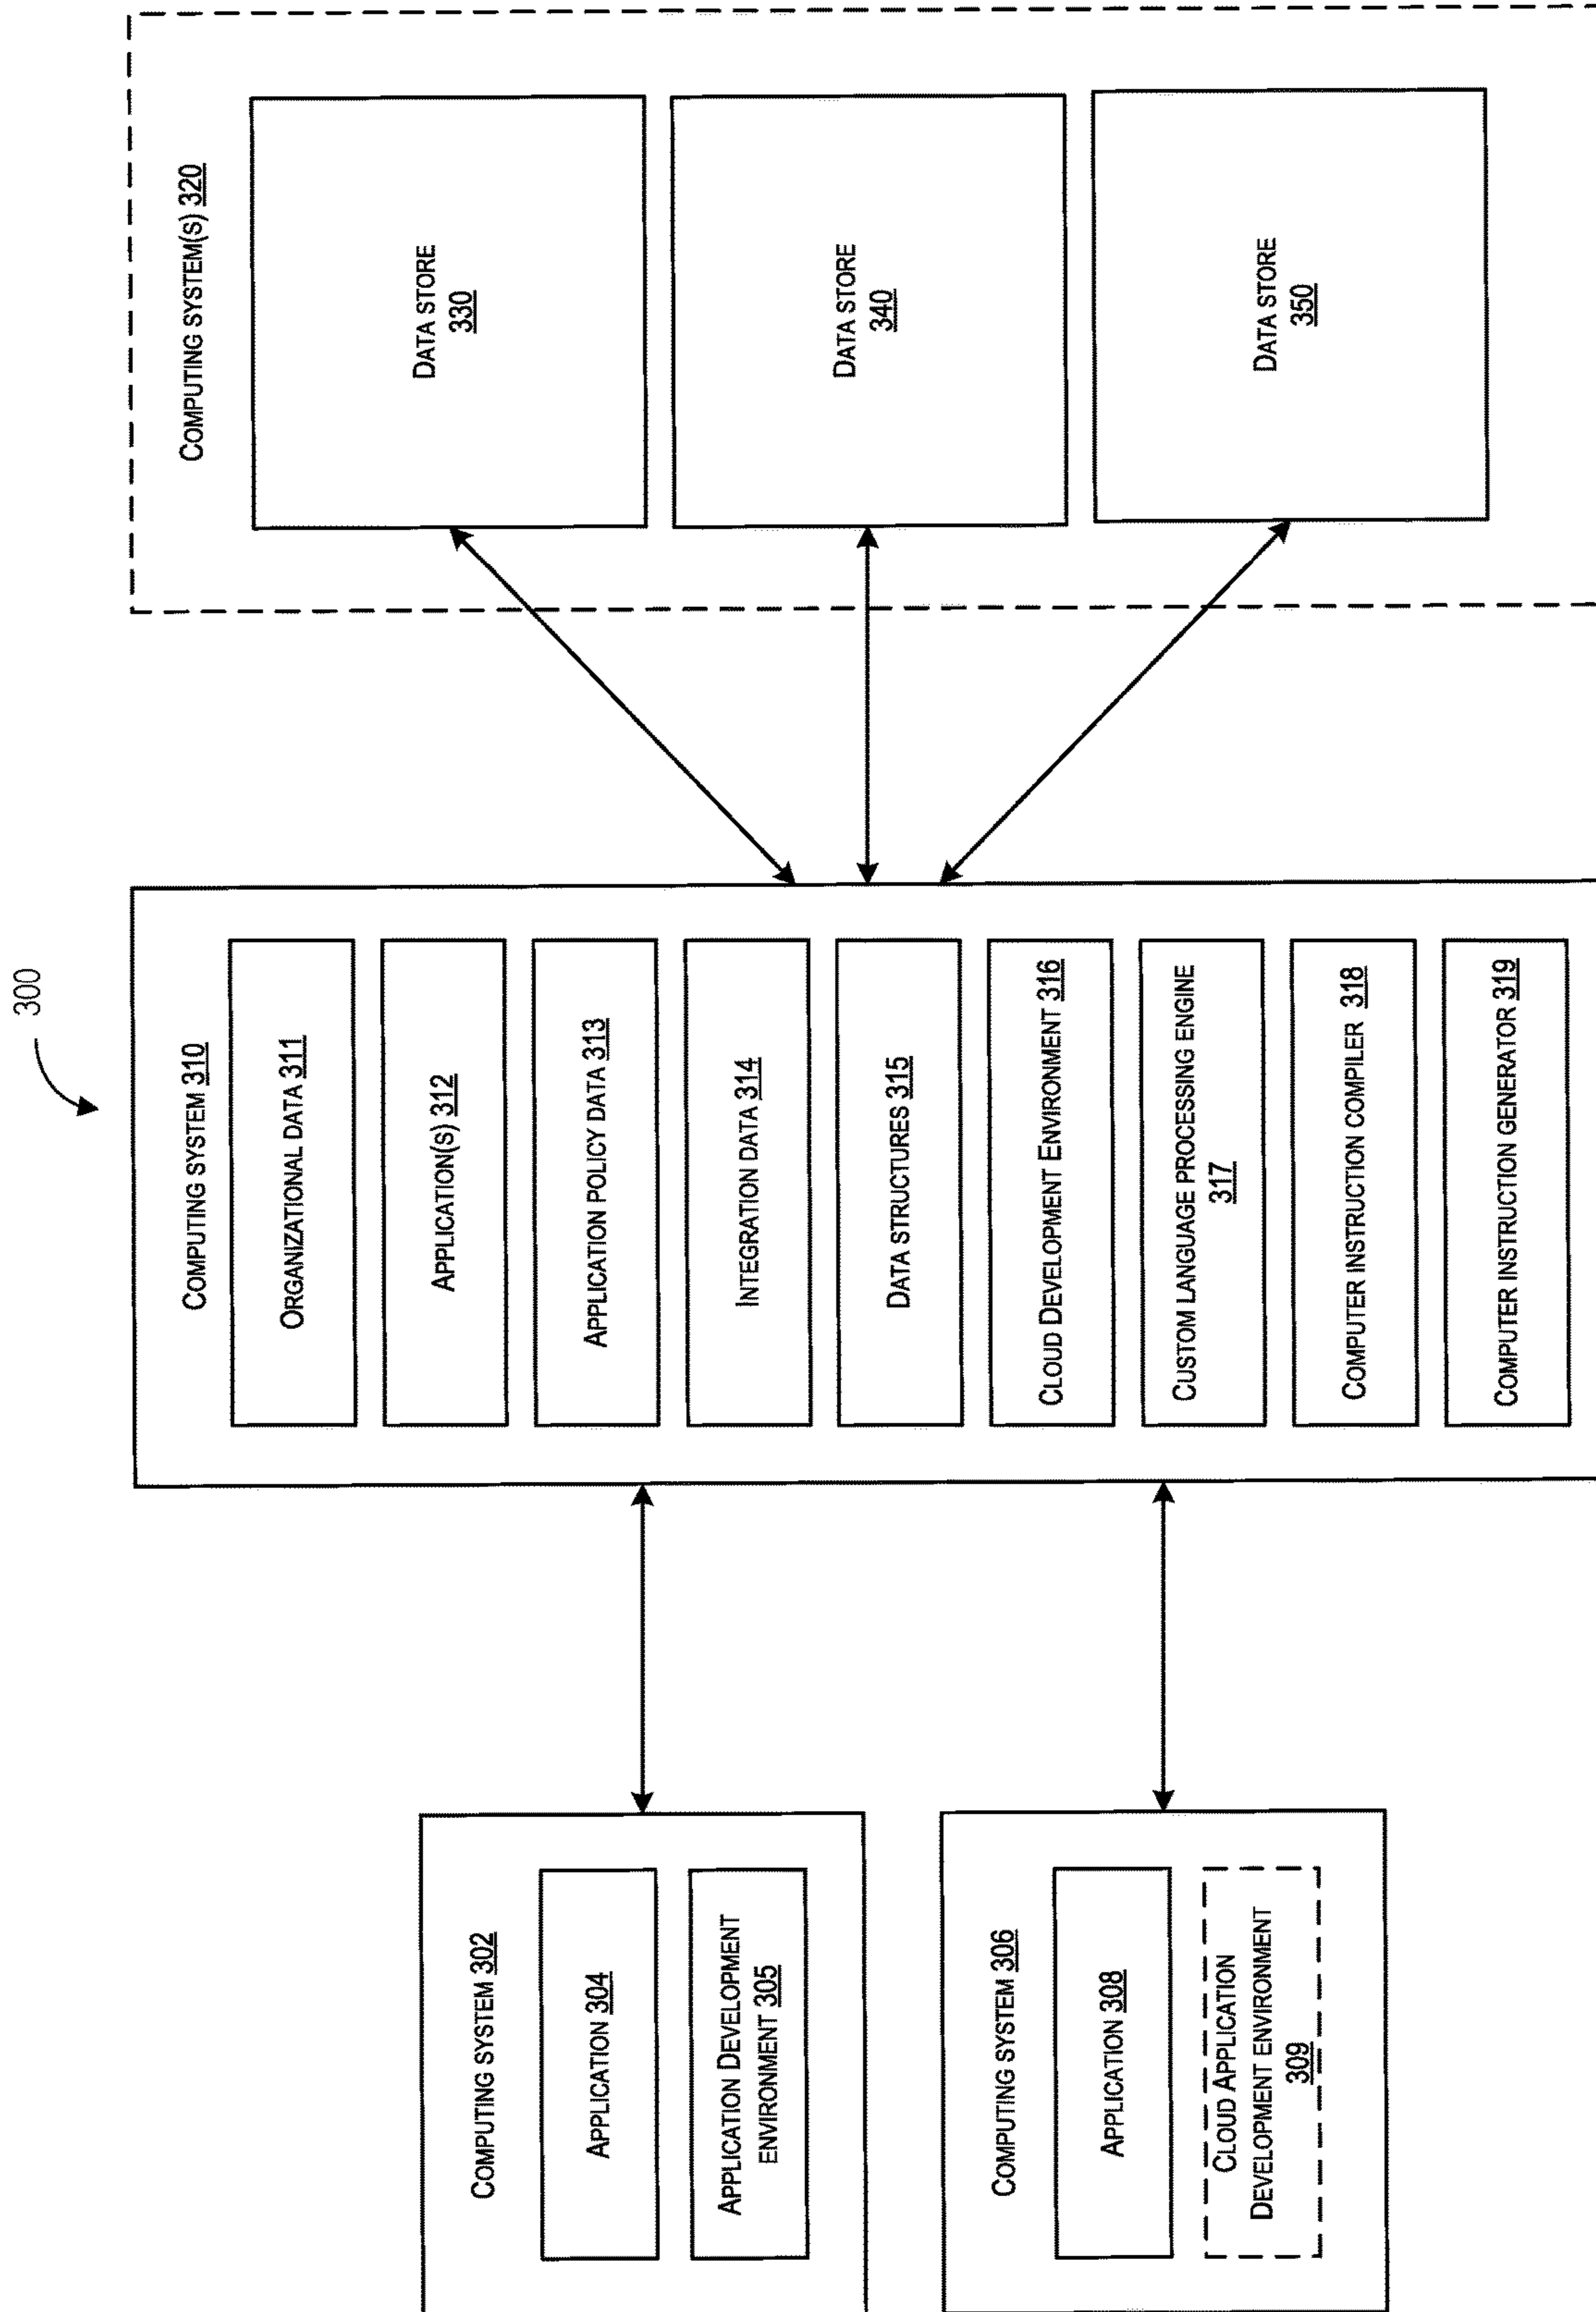 300
COMPUTING SYSTEM 302
APPLICATION 304
APPLICATION DEVELOPMENT
ENVIRONMENT 305
COMPUTING SYSTEM 306
APPLICATION 308
CLOUD APPLICATION
DEVELOPMENT ENVIRONMENT
309
COMPUTING SYSTEM 310
ORGANIZATIONAL DATA 311
APPLICATION(S) 312
APPLICATION POLICY DATA 313
INTEGRATION DATA 314
DATA STRUCTURES 315
CLOUD DEVELOPMENT ENVIRONMENT 316
CUSTOM LANGUAGE PROCESSING ENGINE
317
COMPUTER INSTRUCTION COMPILER 318
COMPUTER INSTRUCTION GENERATOR 319
COMPUTING SYSTEM(S) 320
DATA STORE
330
DATA STORE
340
DATA STORE
350